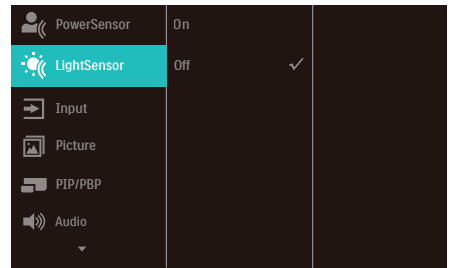 PowerSensor
On
LightSensor
Off
Input
Picture
PIP/PBP
Audio